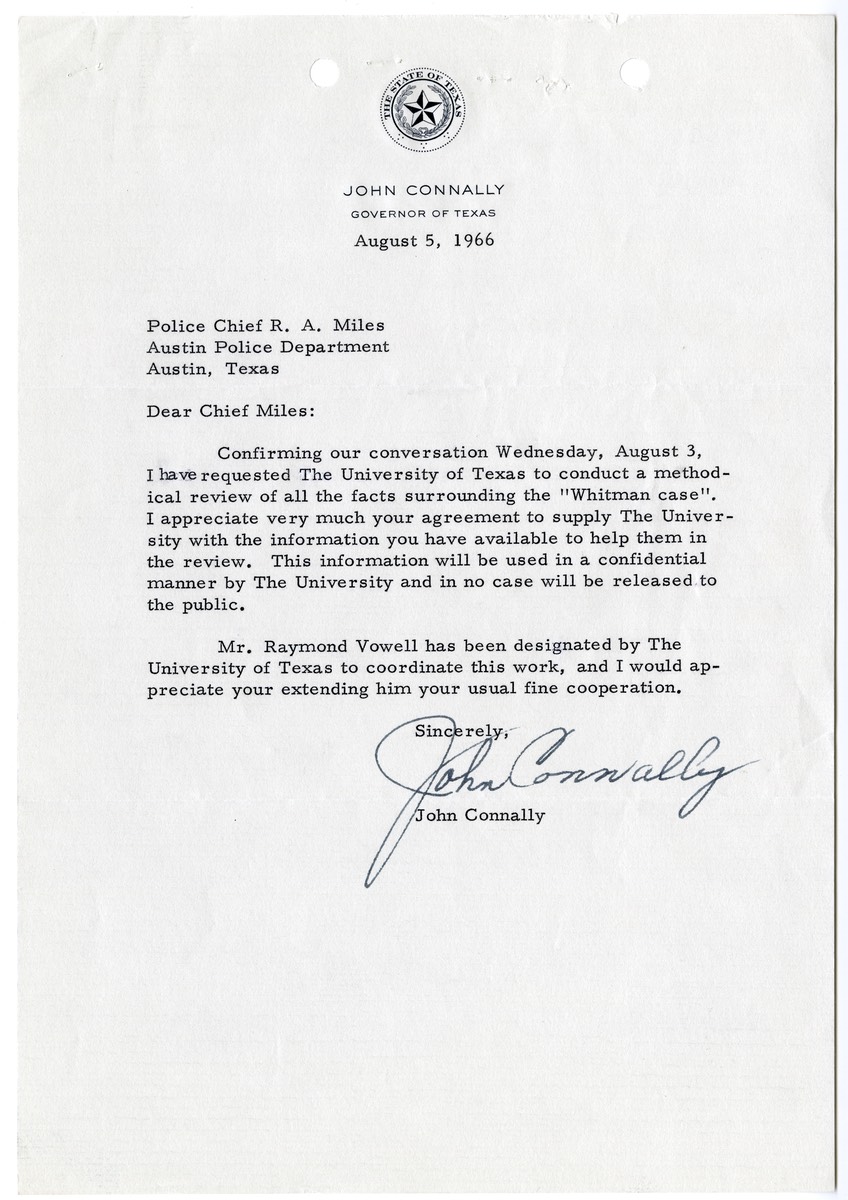 THE STATE OF TEXAS
JOHN CONNALLY
GOVERNOR OF TEXAS
August 5, 1966
Police Chief R. A. Miles
Austin Police Department
Austin, Texas
Dear Chief Miles:
Confirming our conversation Wednesday, August 3,
I have requested The University of Texas to conduct a method-
ical review of all the facts surrounding the "Whitman case".
I appreciate very much your agreement to supply The Univer-
sity with the information you have available to help them in
the review. This information will be used in a confidential
manner by The University and in no case will be released to
the public.
Mr. Raymond Vowell has been designated by The
University of Texas to coordinate this work, and I would ap-
preciate your extending him your usual fine cooperation.
Sincerely,
John Connally
John Connally